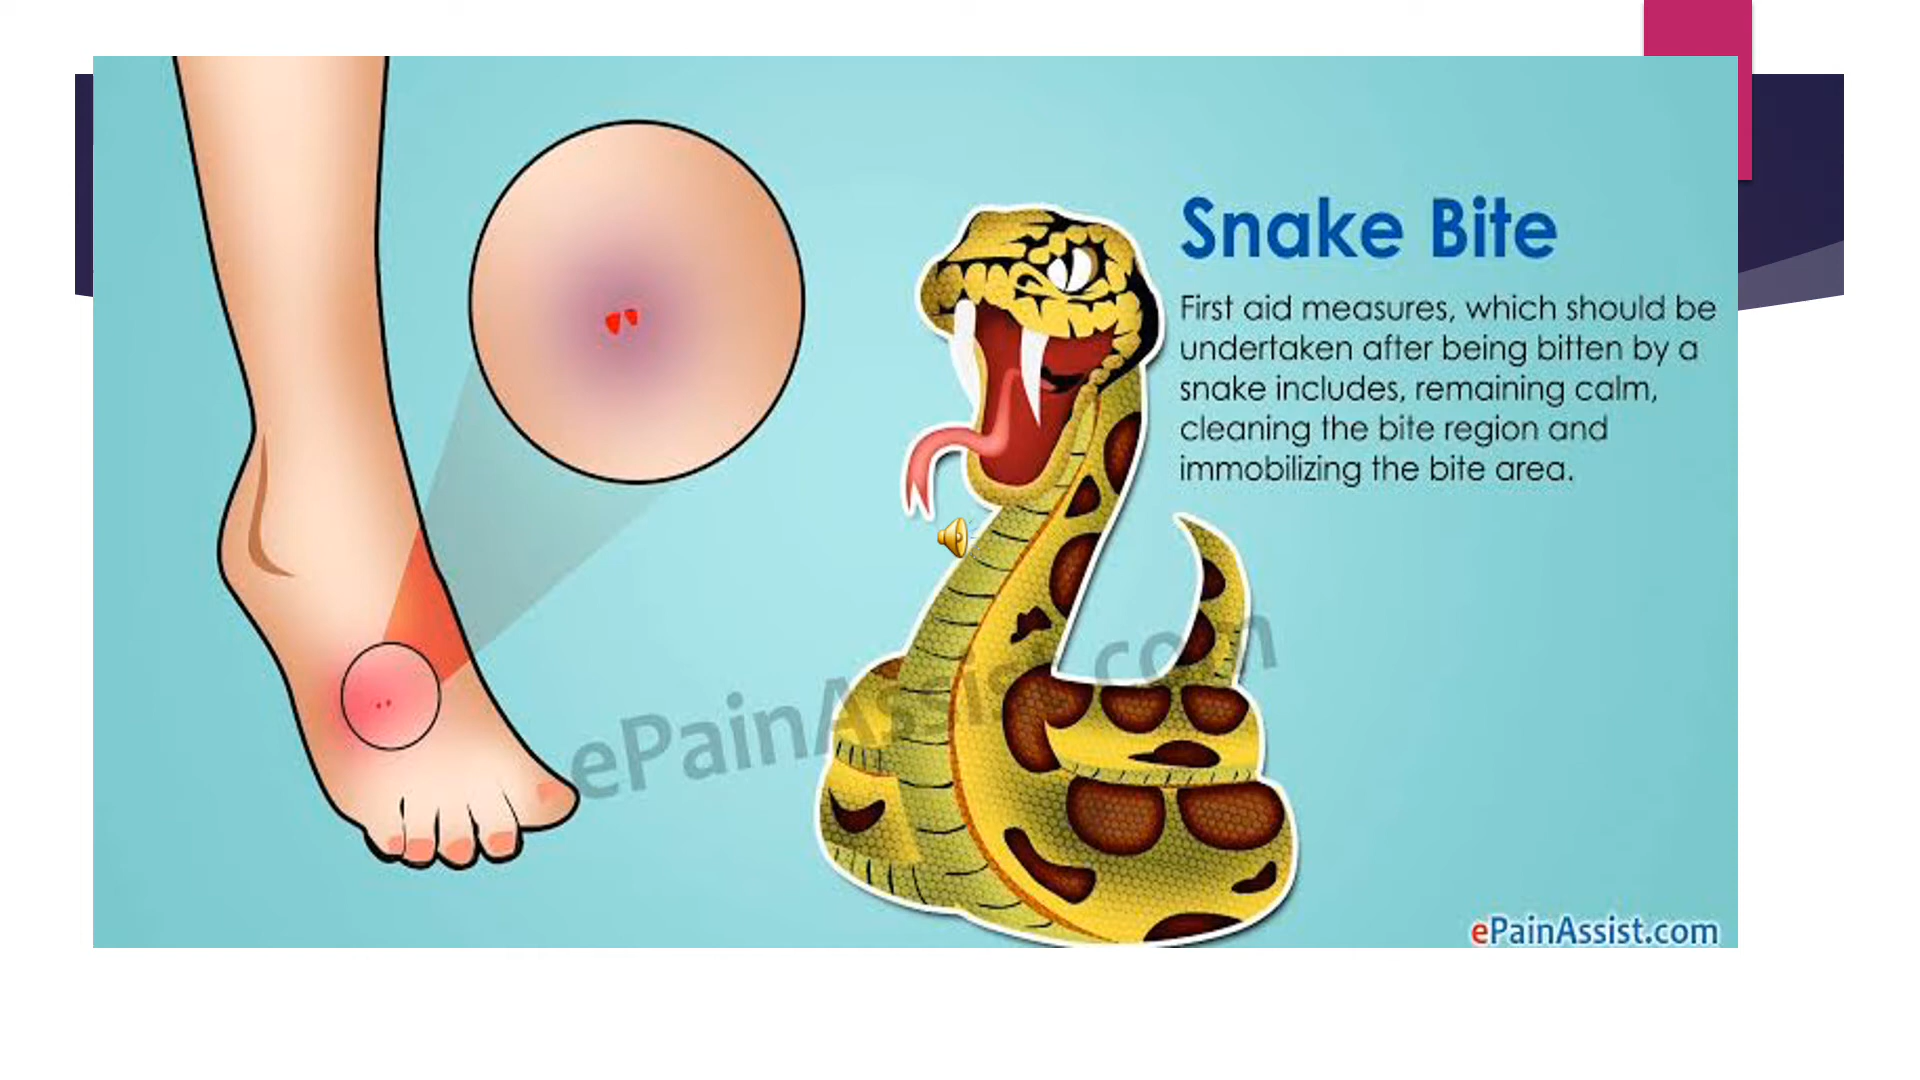 Snake Bite
First aid measures, which should be
undertaken after being bitten by a
snake includes, remaining calm,
cleaning the bite region and
immobilizing the bite area.
ePainAssist.com
ePainAssist.com